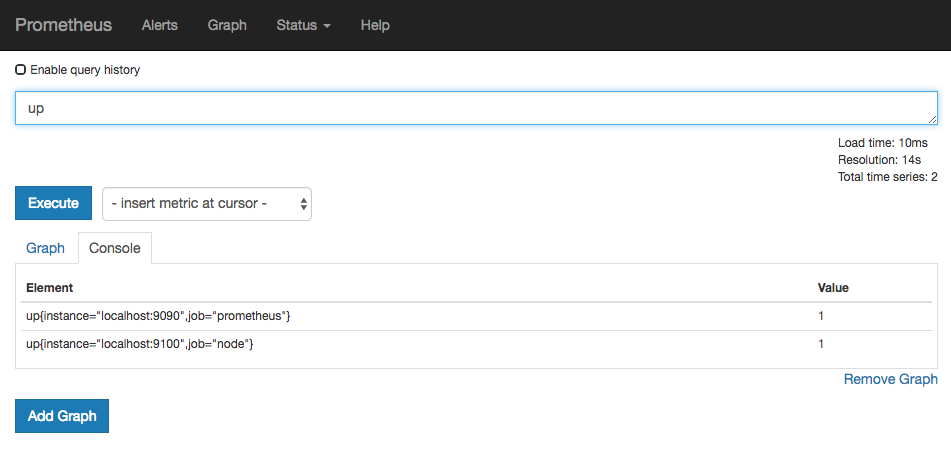 Prometheus Alerts Graph Status Help
Enable query history
up
Load time: 10ms
Resolution: 14s
Total time series: 2
Execute - insert metric at cursor -
Graph Console
Element Value
up{instance="localhost:9090",job="prometheus"} 1
up{instance="localhost:9100",job="node"} 1
Remove Graph
Add Graph